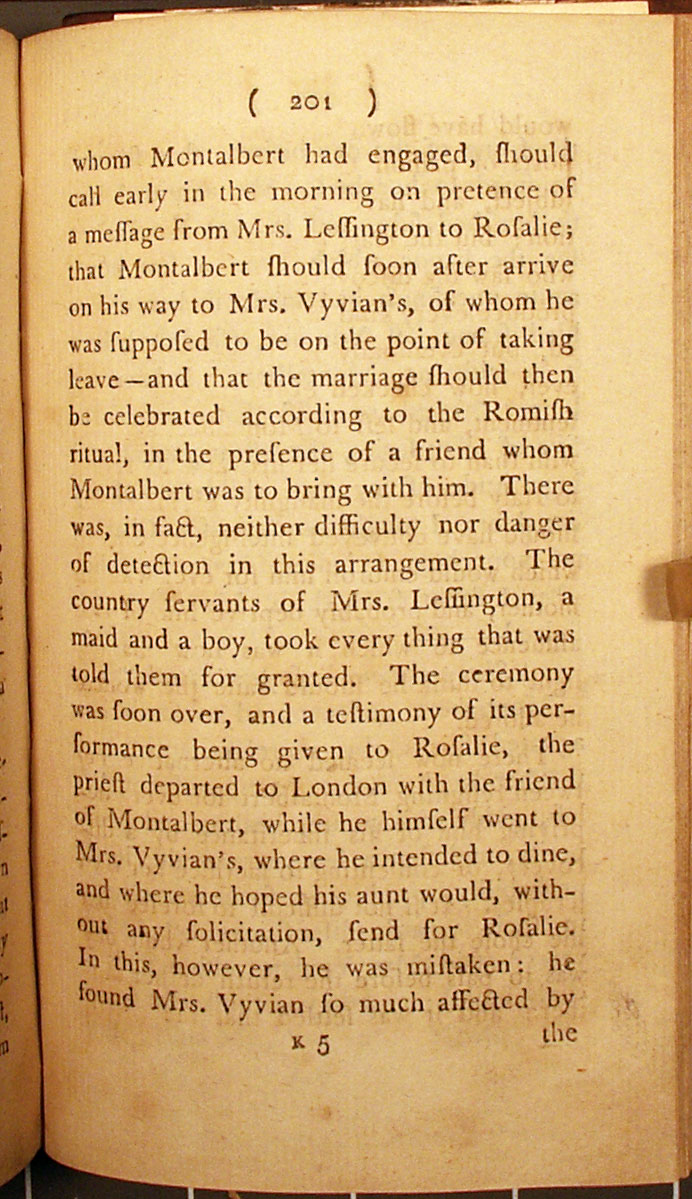 ( 201 )
whom Montalbert had engaged, ſhould
call early in the morning on pretence of
a meſſage from Mrs. Leſſington to Roſalie;
that Montalbert ſhould ſoon after arrive
on his way to Mrs. Vyvian's, of whom he
was ſuppoſed to be on the point of taking
leave—and that the marriage ſhould then
be celebrated according to the Romiſh
ritual, in the preſence of a friend whom
Montalbert was to bring with him. There
was, in fact, neither difficulty nor danger
of detection in this arrangement. The
country ſervants of Mrs. Leſſington, a
maid and a boy, took every thing that was
told them for granted. The ceremony
was ſoon over, and a teſtimony of its per-
formance being given to Roſalie, the
prieſt departed to London with the friend
of Montalbert, while he himſelf went to
Mrs. Vyvian's, where he intended to dine,
and where he hoped his aunt would, with-
out any ſolicitation, ſend for Roſalie.
In this, however, he was miſtaken: he
found Mrs. Vyvian ſo much affected by
K 5 the